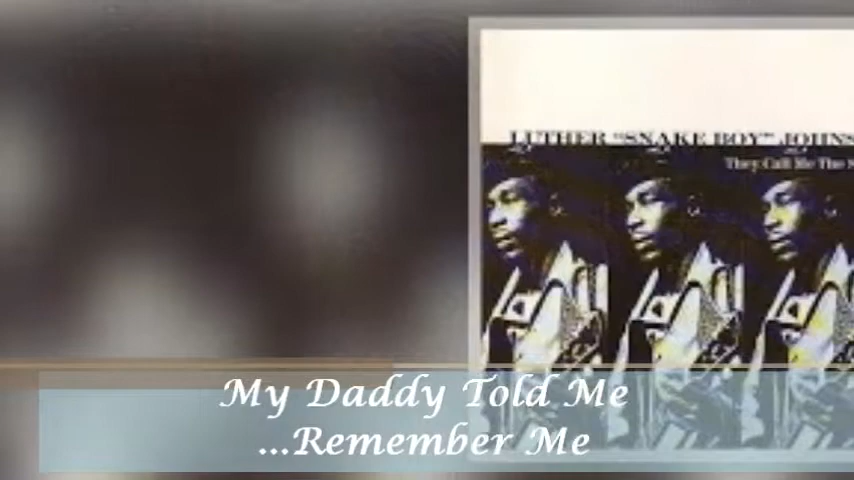 LUTHER "SNAKE BOY" JOHNS
They Call Me The
My Daddy Told Me
...Remember Me